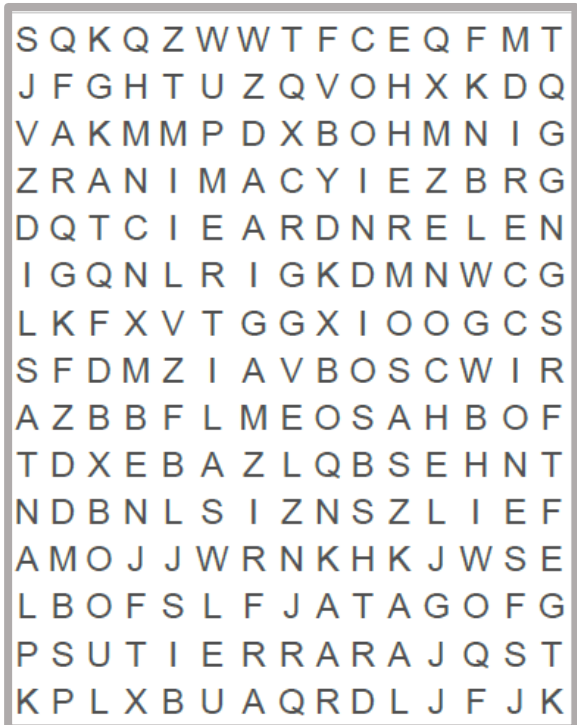 S Q K Q Z W W T F C E Q F M T
J F G H T U Z Q V O H X K D Q
V A K M M P D X B O H M N I G
Z R A N I M A C Y I E Z B R G
D Q T C I E A R D N R E L E N
I G Q N L R I G K D M N W C G
L K F X V T G G X I O O G C S
S F D M Z I A V B O S C W I R
A Z B B F L M E O S A H B O F
T D X E B A Z L Q B S E H N T
N D B N L S I Z N S Z L I E F
A M O J J W R N K H K J W S E
L B O F S L F J A T A G O F G
P S U T I E R R A R A J Q S T
K P L X B U A Q R D L J F J K